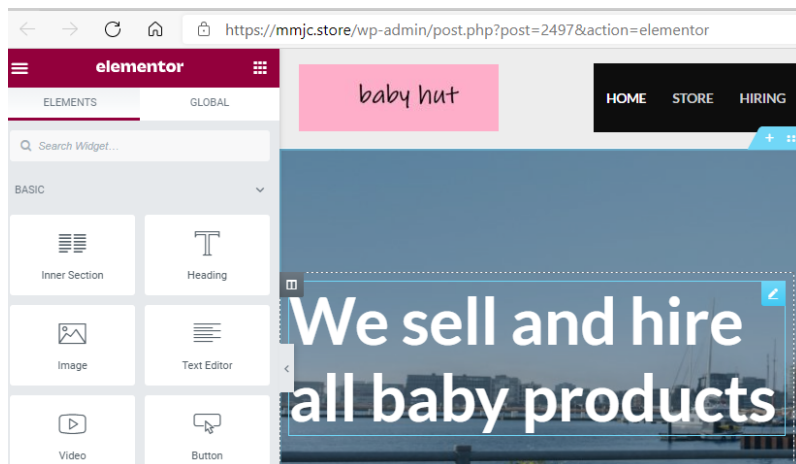 https://mmjc.store/wp-admin/post.php?post=2497&action=elementor
elementor
ELEMENTS GLOBAL
Search Widget...
BASIC
Inner Section Heading
Image Text Editor
Video Button
baby hut
HOME STORE HIRING
We sell and hire
all baby products